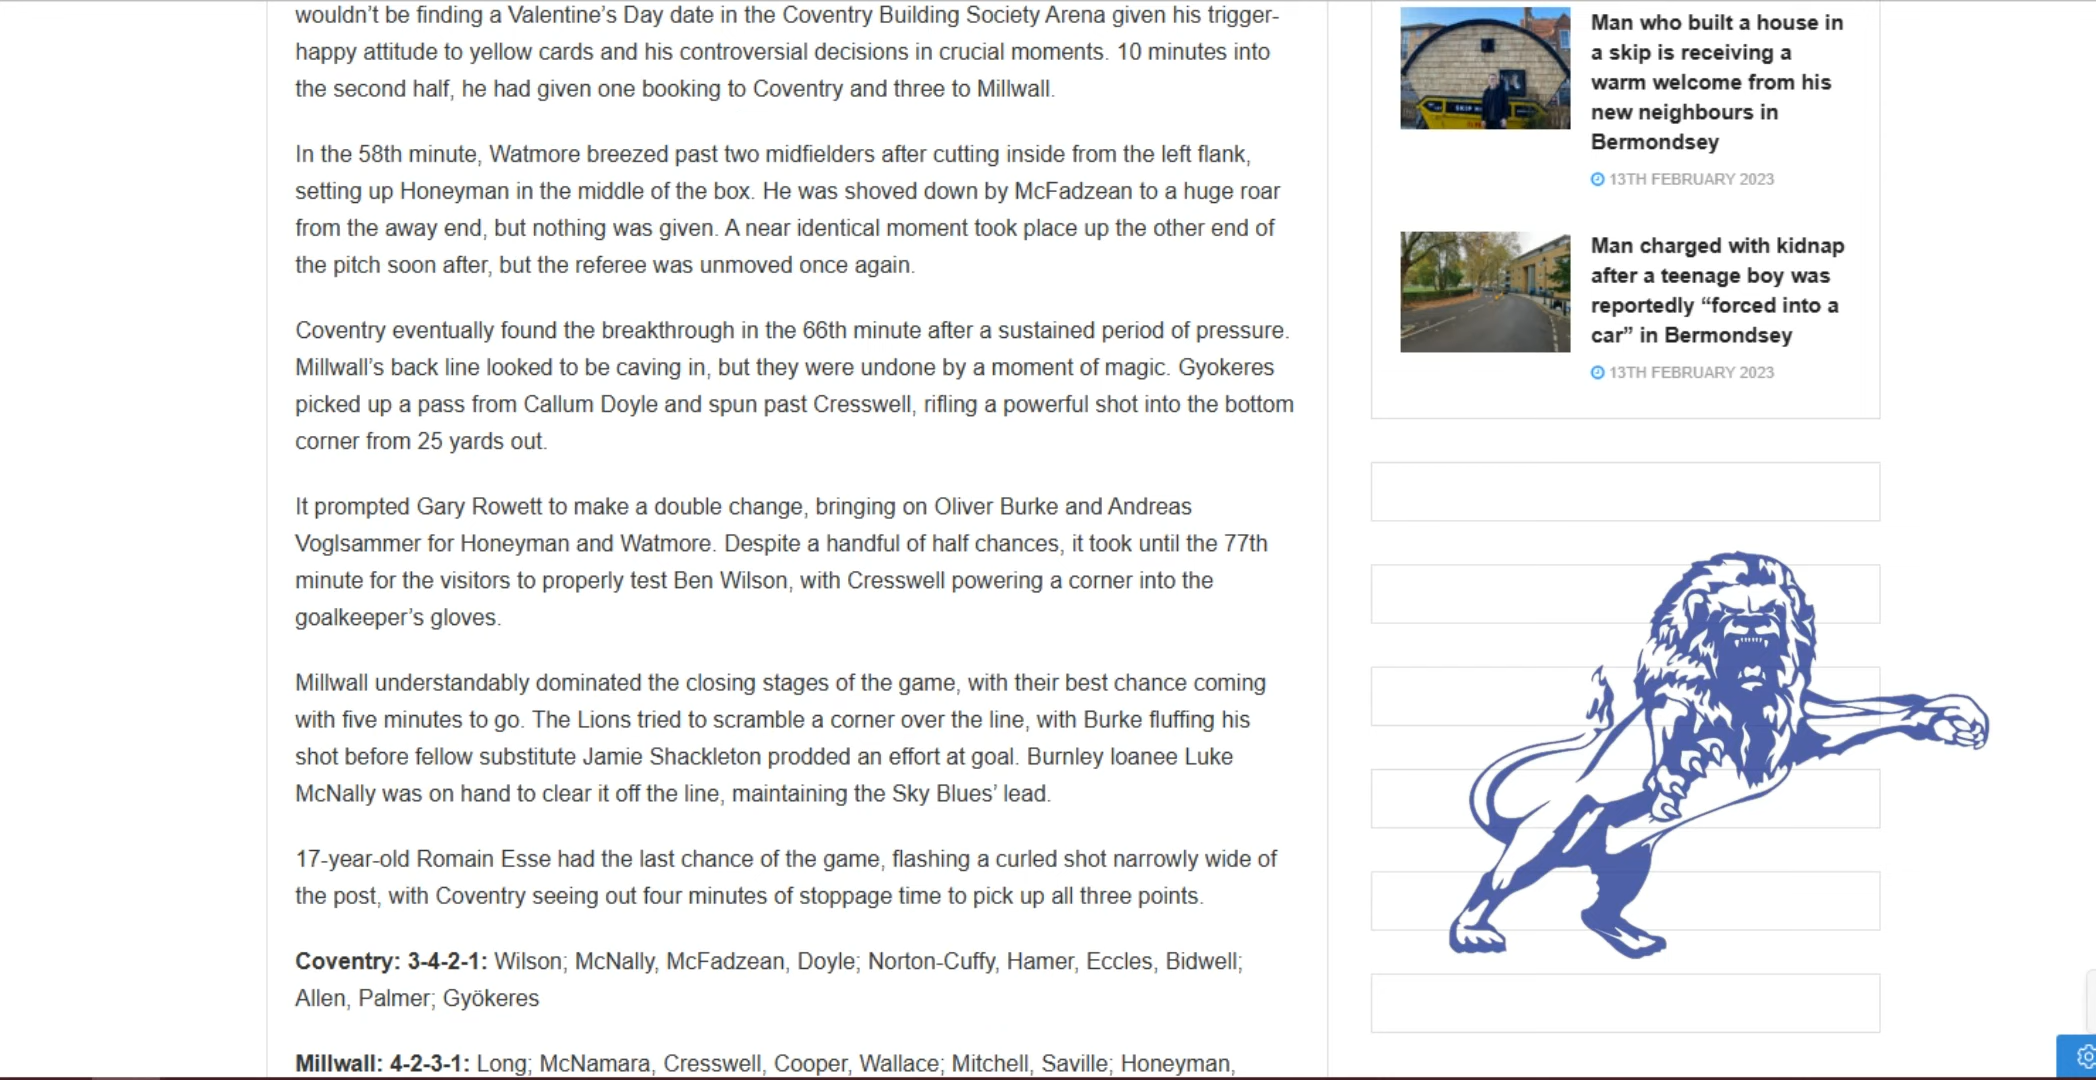 wouldn’t be finding a Valentine’s Day date in the Coventry Building Society Arena given his trigger-
happy attitude to yellow cards and his controversial decisions in crucial moments. 10 minutes into
the second half, he had given one booking to Coventry and three to Millwall.
In the 58th minute, Watmore breezed past two midfielders after cutting inside from the left flank,
setting up Honeyman in the middle of the box. He was shoved down by McFadzean to a huge roar
from the away end, but nothing was given. A near identical moment took place up the other end of
the pitch soon after, but the referee was unmoved once again.
Coventry eventually found the breakthrough in the 66th minute after a sustained period of pressure.
Millwall’s back line looked to be caving in, but they were undone by a moment of magic. Gyokeres
picked up a pass from Callum Doyle and spun past Cresswell, rifling a powerful shot into the bottom
corner from 25 yards out.
It prompted Gary Rowett to make a double change, bringing on Oliver Burke and Andreas
Voglsammer for Honeyman and Watmore. Despite a handful of half chances, it took until the 77th
minute for the visitors to properly test Ben Wilson, with Cresswell powering a corner into the
goalkeeper’s gloves.
Millwall understandably dominated the closing stages of the game, with their best chance coming
with five minutes to go. The Lions tried to scramble a corner over the line, with Burke fluffing his
shot before fellow substitute Jamie Shackleton prodded an effort at goal. Burnley loanee Luke
McNally was on hand to clear it off the line, maintaining the Sky Blues’ lead.
17-year-old Romain Esse had the last chance of the game, flashing a curled shot narrowly wide of
the post, with Coventry seeing out four minutes of stoppage time to pick up all three points.
Coventry: 3-4-2-1: Wilson; McNally, McFadzean, Doyle; Norton-Cuffy, Hamer, Eccles, Bidwell;
Allen, Palmer; Gyökeres
Millwall: 4-2-3-1: Long; McNamara, Cresswell, Cooper, Wallace; Mitchell, Saville; Honeyman,
Man who built a house in
a skip is receiving a
warm welcome from his
new neighbours in
Bermondsey
13TH FEBRUARY 2023
Man charged with kidnap
after a teenage boy was
reportedly “forced into a
car” in Bermondsey
13TH FEBRUARY 2023